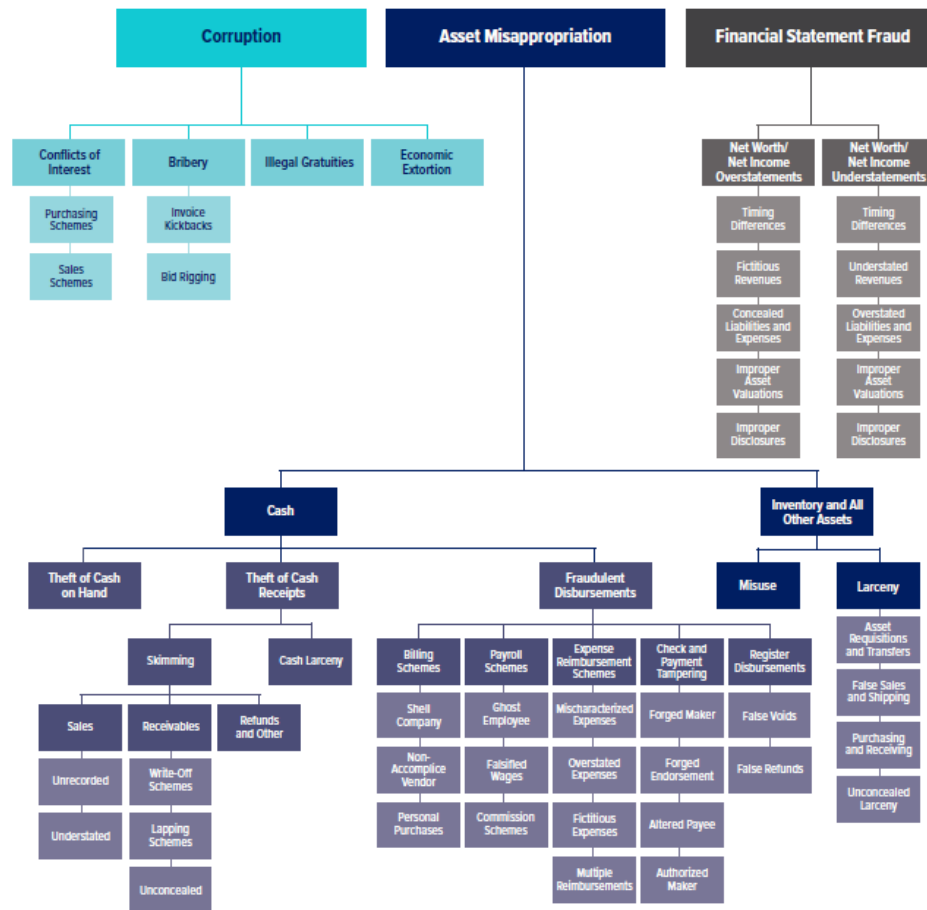 Corruption
Asset Misappropriation
Financial Statement Fraud
Conflicts of
Interest
Bribery
Illegal Gratuities
Economic
Extortion
Net Worth/
Net Income
Overstatements
Net Worth/
Net Income
Understatements
Purchasing
Schemes
Invoice
Kickbacks
Timing
Differences
Timing
Differences
Sales
Schemes
Bid Rigging
Fictitious
Revenues
Understated
Revenues
Concealed
Liabilities and
Expenses
Overstated
Liabilities and
Expenses
Improper
Asset
Valuations
Improper
Asset
Valuations
Improper
Disclosures
Improper
Disclosures
Cash
Inventory and All
Other Assets
Theft of Cash
on Hand
Theft of Cash
Receipts
Fraudulent
Disbursements
Misuse
Larceny
Skimming
Cash Larceny
Billing
Schemes
Payroll
Schemes
Expense
Reimbursement
Schemes
Check and
Payment
Tampering
Register
Disbursements
Asset
Requisitions
and Transfers
Sales
Receivables
Refunds
and Other
Shell
Company
Ghost
Employee
Mischaracterized
Expenses
Forged Maker
False Voids
False Sales
and Shipping
Unrecorded
Write-Off
Schemes
Non-
Accomplice
Vendor
Falsified
Wages
Overstated
Expenses
Forged
Endorsement
False Refunds
Purchasing
and Receiving
Understated
Lapping
Schemes
Personal
Purchases
Commission
Schemes
Fictitious
Expenses
Altered Payee
Unconcealed
Larceny
Unconcealed
Multiple
Reimbursements
Authorized
Maker